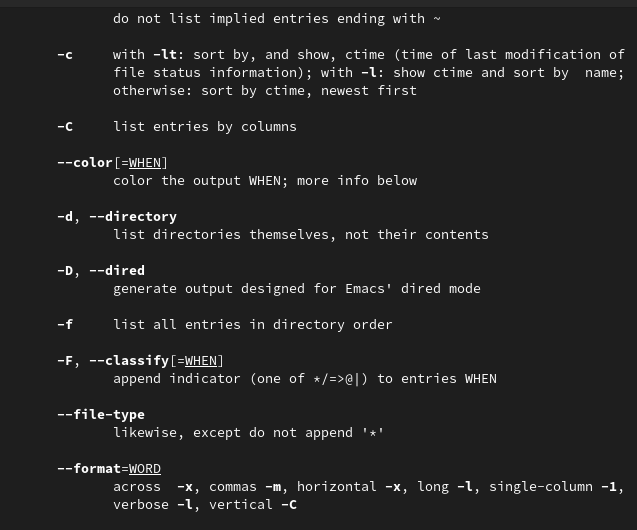 do not list implied entries ending with ~
-c     with -lt: sort by, and show, ctime (time of last modification of
file status information); with -l: show ctime and sort by  name;
otherwise: sort by ctime, newest first
-C     list entries by columns
--color[=WHEN]
color the output WHEN; more info below
-d, --directory
list directories themselves, not their contents
-D, --dired
generate output designed for Emacs' dired mode
-f     list all entries in directory order
-F, --classify[=WHEN]
append indicator (one of */=>@|) to entries WHEN
--file-type
likewise, except do not append '*'
--format=WORD
across  -x, commas -m, horizontal -x, long -l, single-column -1,
verbose -l, vertical -C